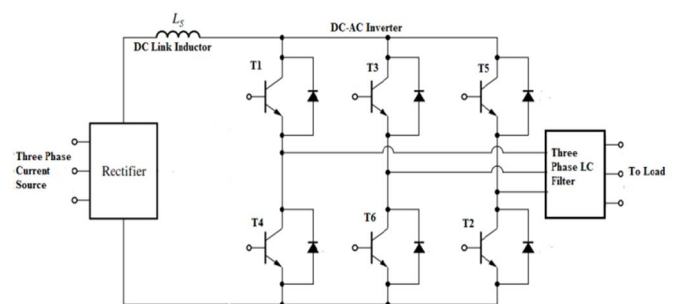 L_S
DC Link Inductor
DC-AC Inverter
T1
T3
T5
Three Phase
Current
Source
Rectifier
Three
Phase LC
Filter
To Load
T4
T6
T2